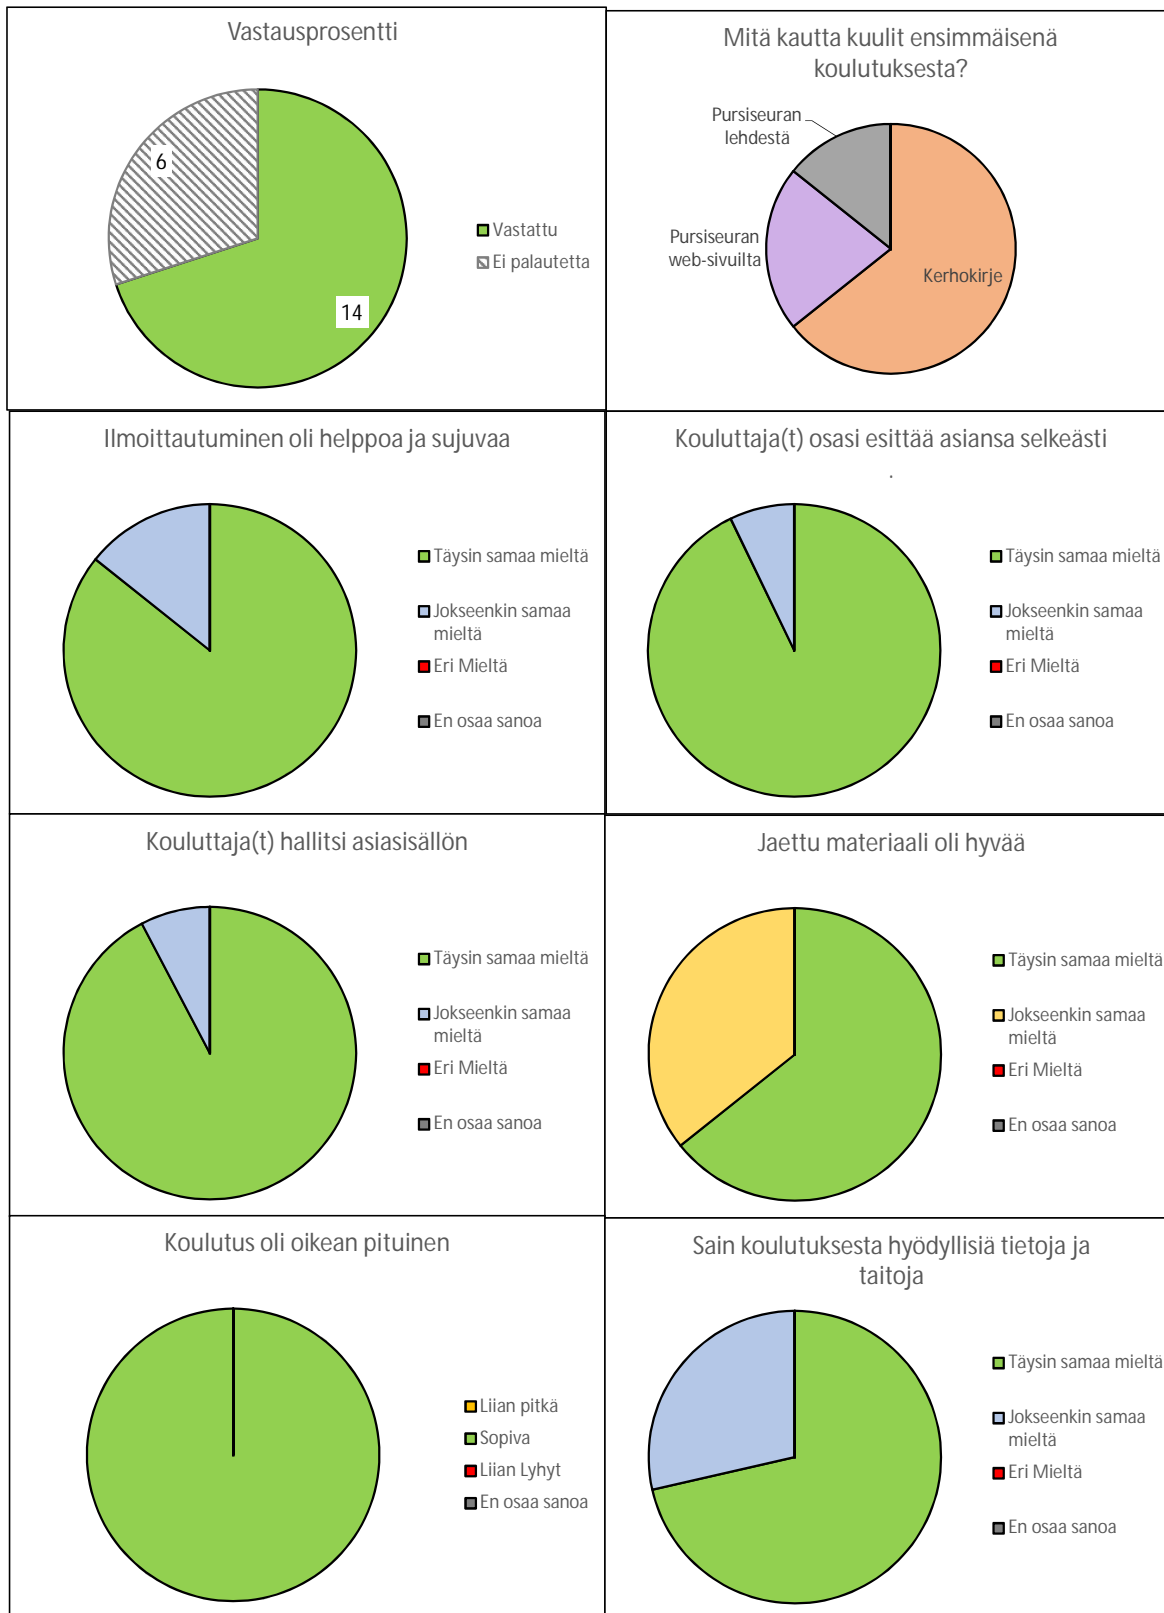 Vastausprosentti
6
14
Vastattu
Ei palautetta
Mitä kautta kuulit ensimmäisenä
koulutuksesta?
Pursiseuran
lehdestä
Pursiseuran
web-sivuilta
Kerhokirje
Ilmoittautuminen oli helppoa ja sujuvaa
Täysin samaa mieltä
Jokseenkin samaa
mieltä
Eri Mieltä
En osaa sanoa
Kouluttaja(t) osasi esittää asiansa selkeästi
.
Täysin samaa mieltä
Jokseenkin samaa
mieltä
Eri Mieltä
En osaa sanoa
Kouluttaja(t) hallitsi asiasisällön
Täysin samaa mieltä
Jokseenkin samaa
mieltä
Eri Mieltä
En osaa sanoa
Jaettu materiaali oli hyvää
Täysin samaa mieltä
Jokseenkin samaa
mieltä
Eri Mieltä
En osaa sanoa
Koulutus oli oikean pituinen
Liian pitkä
Sopiva
Liian Lyhyt
En osaa sanoa
Sain koulutuksesta hyödyllisiä tietoja ja
taitoja
Täysin samaa mieltä
Jokseenkin samaa
mieltä
Eri Mieltä
En osaa sanoa